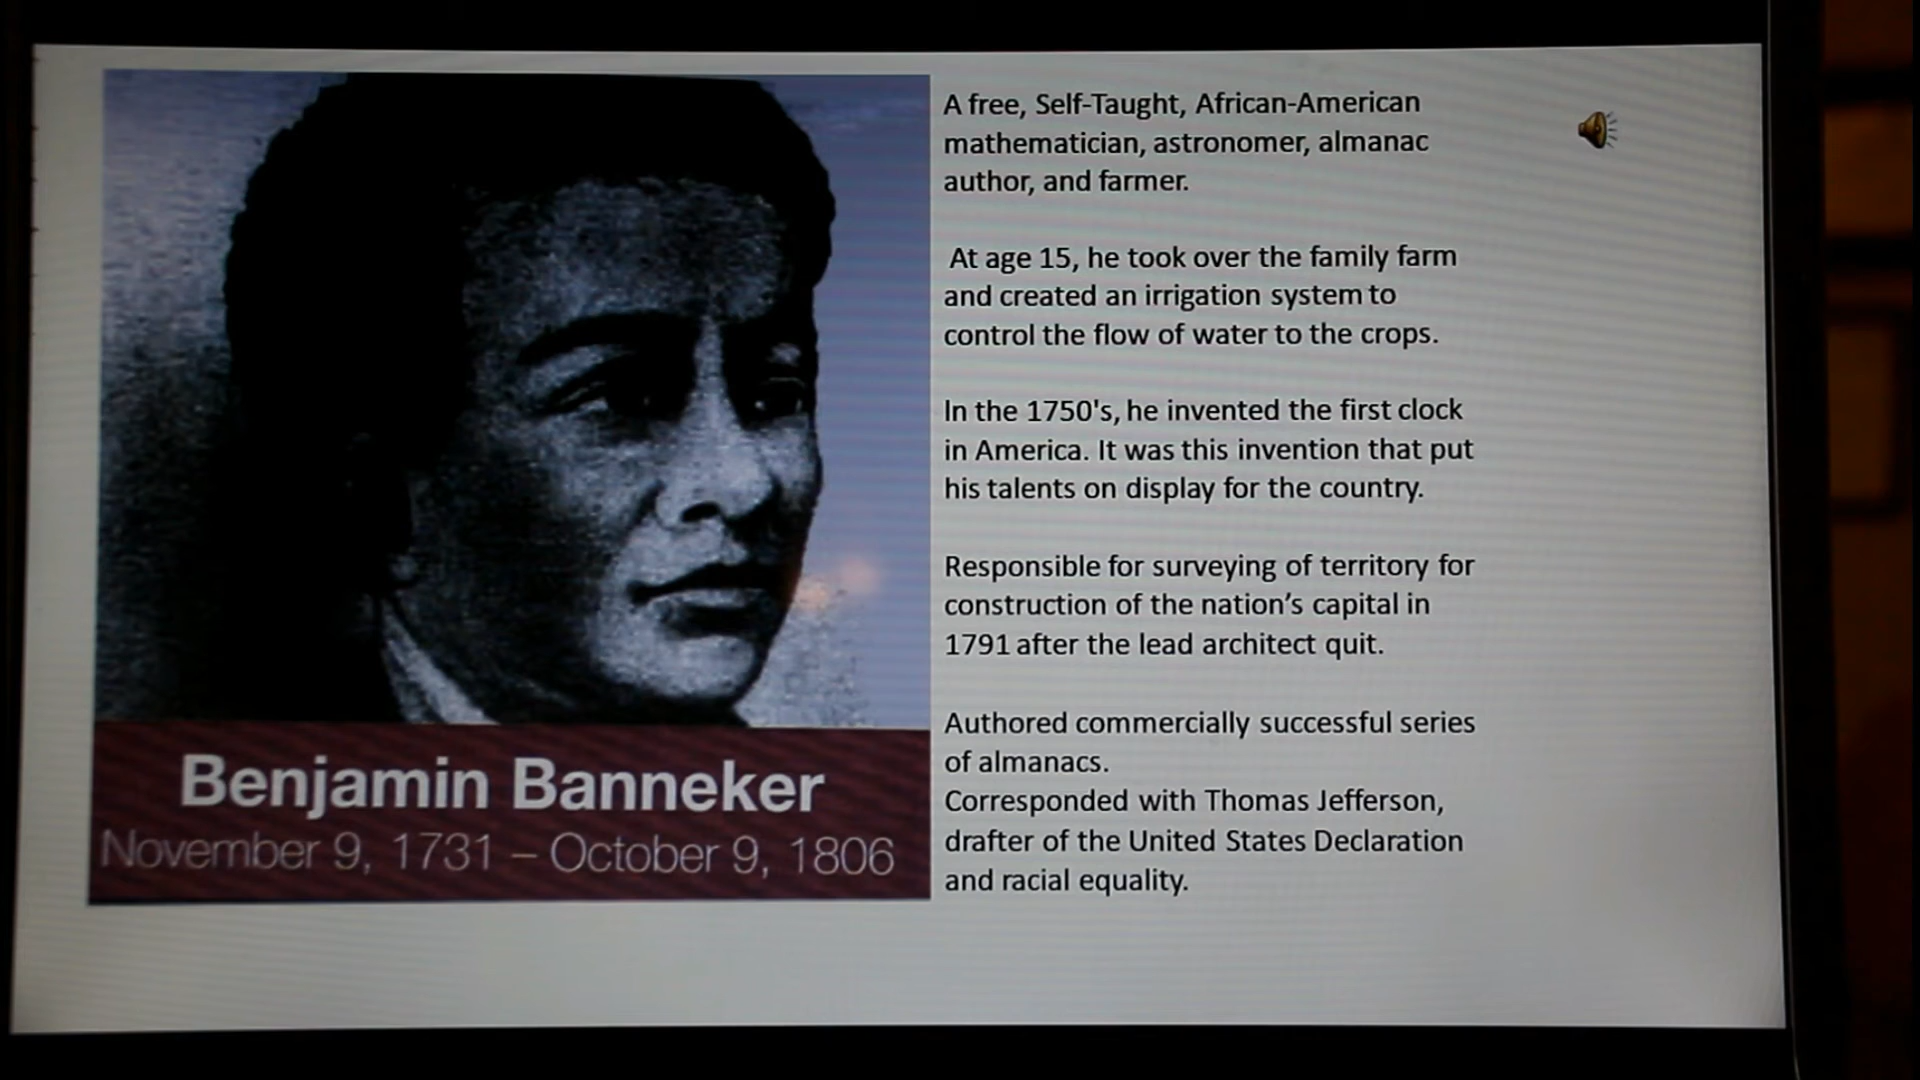 A free, Self-Taught, African-American
mathematician, astronomer, almanac
author, and farmer.
At age 15, he took over the family farm
and created an irrigation system to
control the flow of water to the crops.
In the 1750's, he invented the first clock
in America. It was this invention that put
his talents on display for the country.
Responsible for surveying of territory for
construction of the nation’s capital in
1791 after the lead architect quit.
Authored commercially successful series
of almanacs.
Corresponded with Thomas Jefferson,
drafter of the United States Declaration
and racial equality.
Benjamin Banneker
November 9, 1731 – October 9, 1806